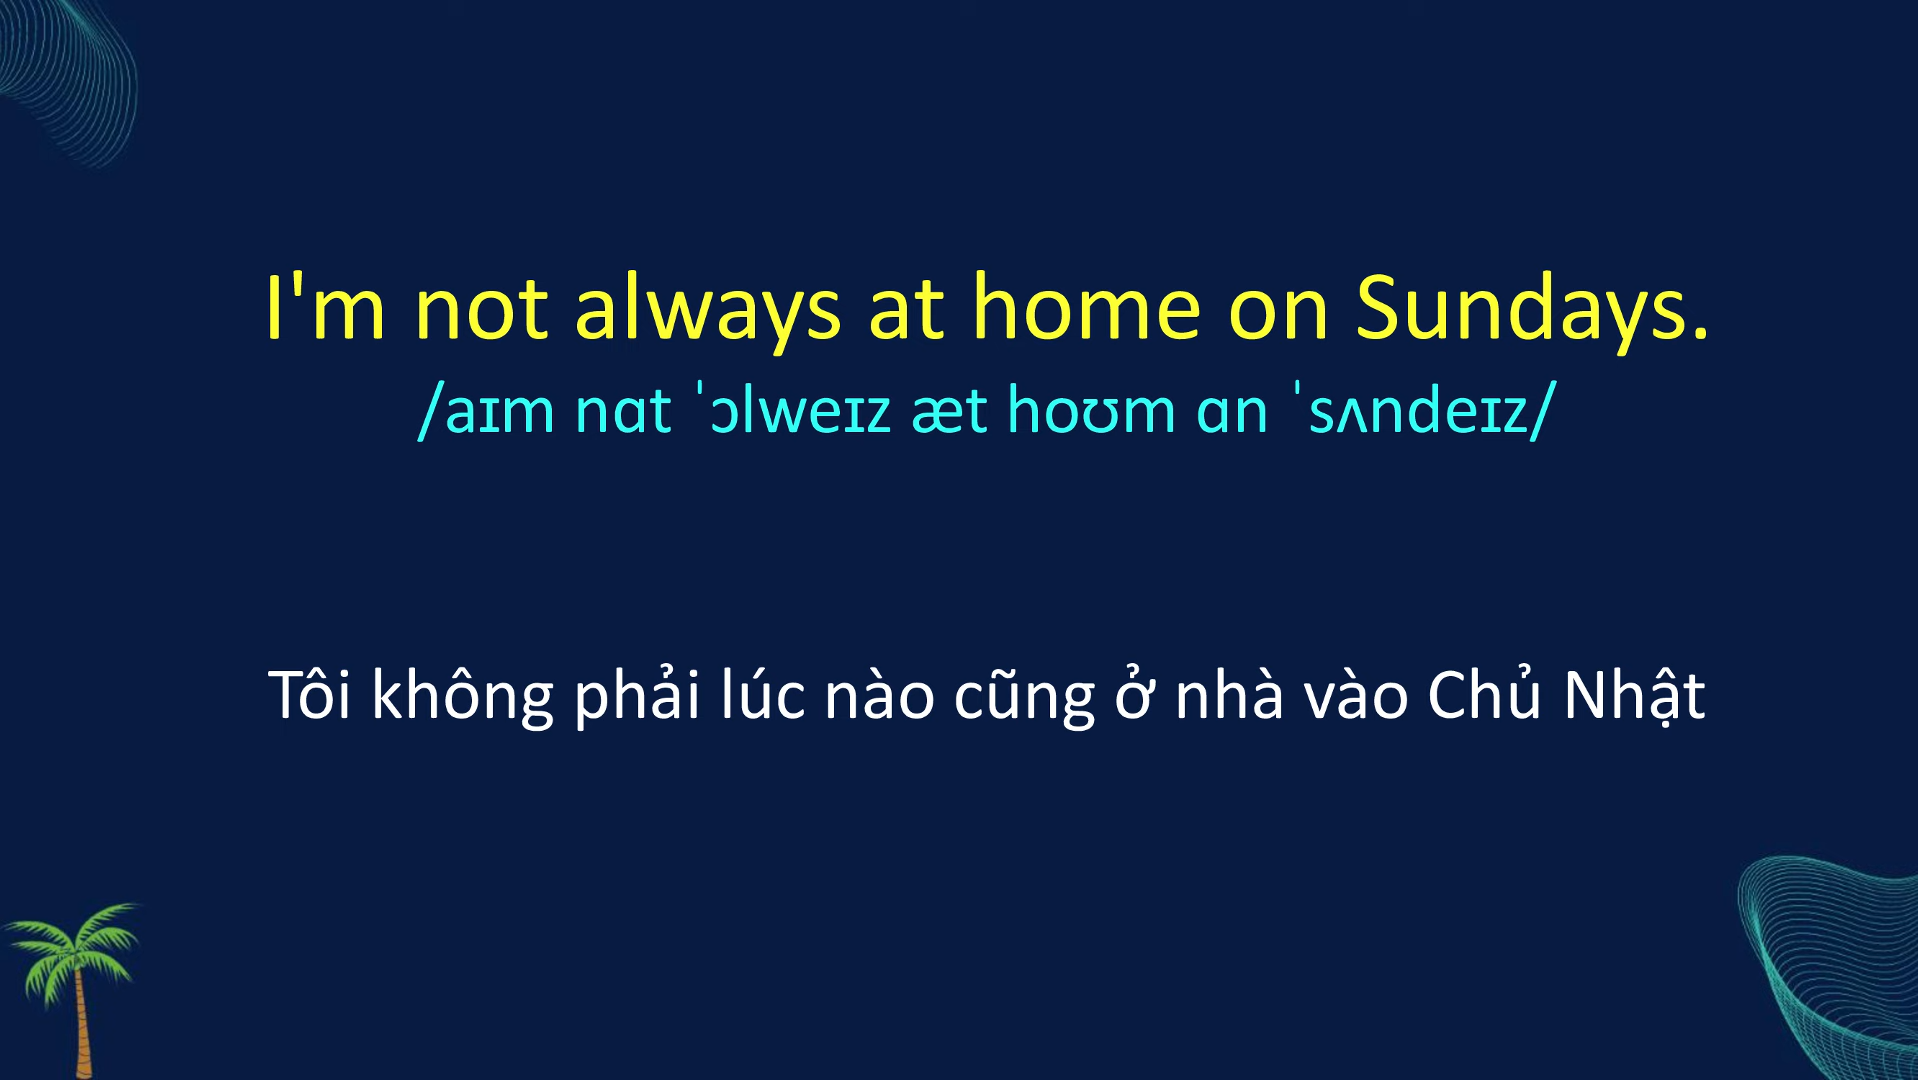 I'm not always at home on Sundays.
/aɪm nɑt ˈɔlweɪz æt hoʊm ɑn ˈsʌndeɪz/
Tôi không phải lúc nào cũng ở nhà vào Chủ Nhật